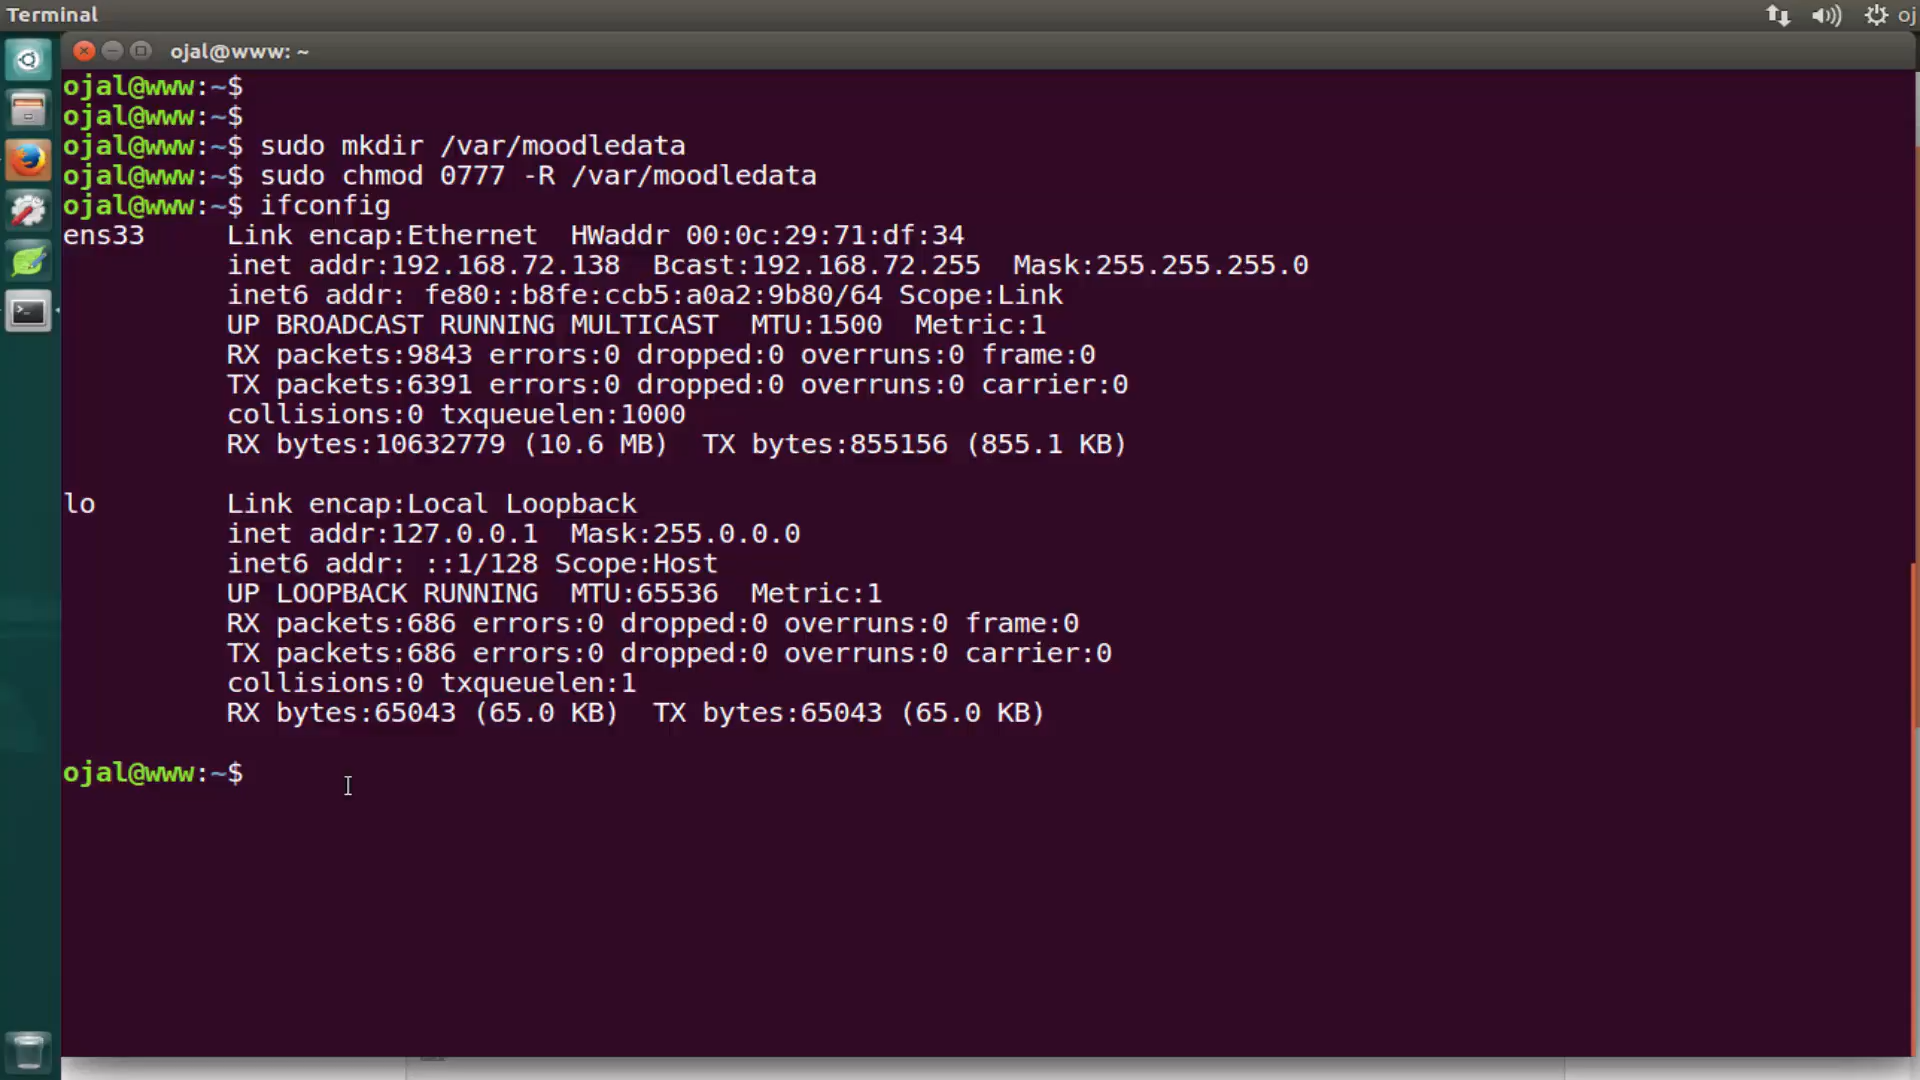 Terminal
oj
ojal@www: ~
ojal@www:~$
ojal@www:~$
ojal@www:~$ sudo mkdir /var/moodledata
ojal@www:~$ sudo chmod 0777 -R /var/moodledata
ojal@www:~$ ifconfig
ens33     Link encap:Ethernet  HWaddr 00:0c:29:71:df:34
          inet addr:192.168.72.138  Bcast:192.168.72.255  Mask:255.255.255.0
          inet6 addr: fe80::b8fe:ccb5:a0a2:9b80/64 Scope:Link
          UP BROADCAST RUNNING MULTICAST  MTU:1500  Metric:1
          RX packets:9843 errors:0 dropped:0 overruns:0 frame:0
          TX packets:6391 errors:0 dropped:0 overruns:0 carrier:0
          collisions:0 txqueuelen:1000
          RX bytes:10632779 (10.6 MB)  TX bytes:855156 (855.1 KB)
lo        Link encap:Local Loopback
          inet addr:127.0.0.1  Mask:255.0.0.0
          inet6 addr: ::1/128 Scope:Host
          UP LOOPBACK RUNNING  MTU:65536  Metric:1
          RX packets:686 errors:0 dropped:0 overruns:0 frame:0
          TX packets:686 errors:0 dropped:0 overruns:0 carrier:0
          collisions:0 txqueuelen:1
          RX bytes:65043 (65.0 KB)  TX bytes:65043 (65.0 KB)
ojal@www:~$